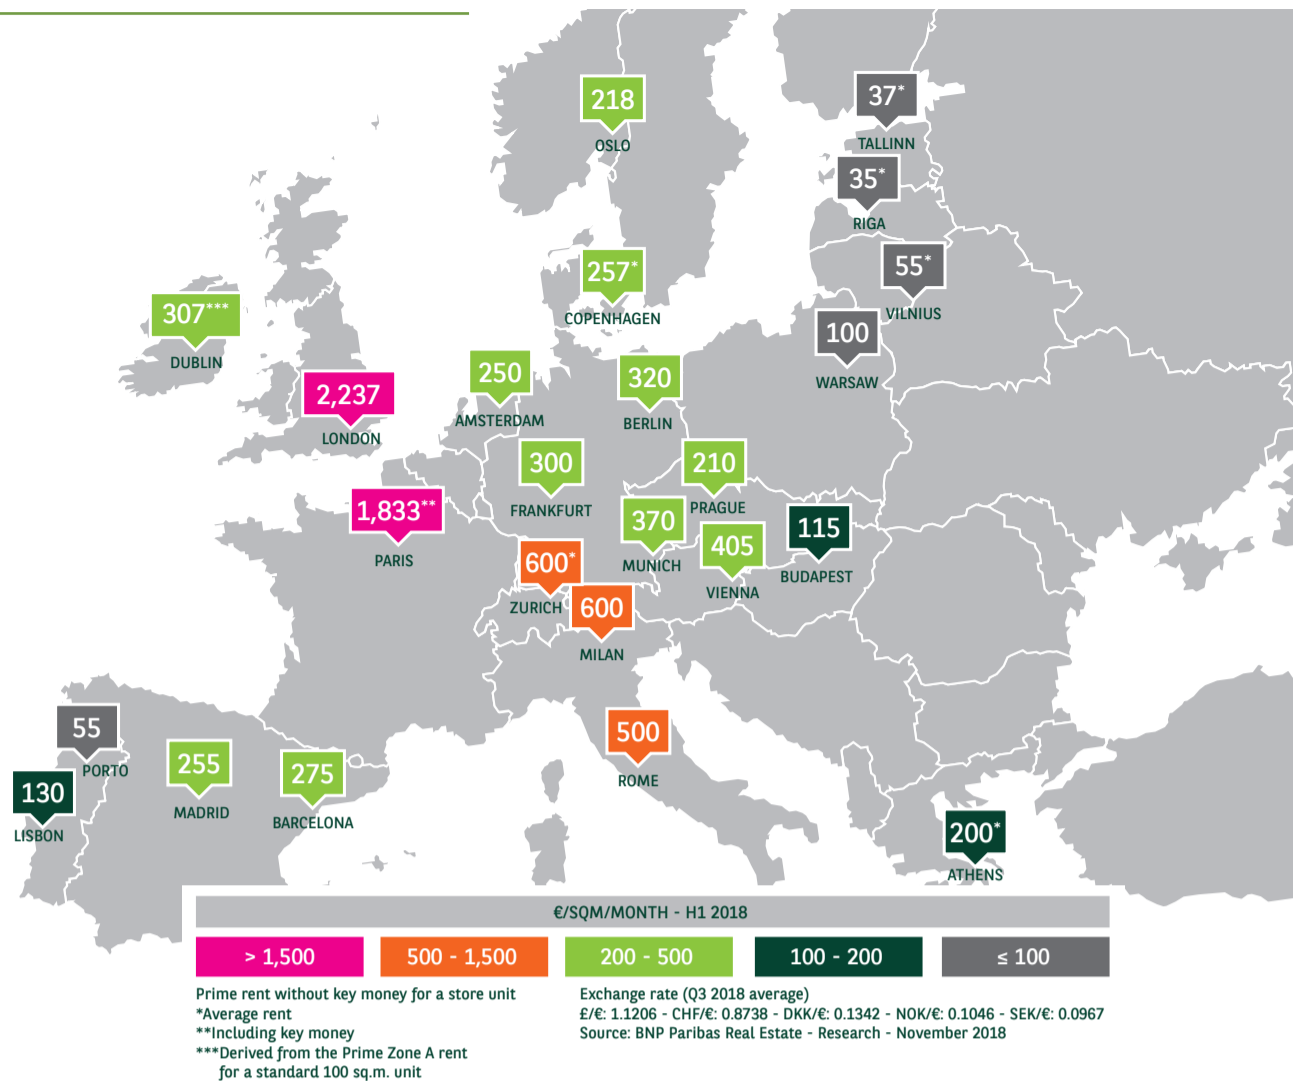 218
OSLO
37*
TALLINN
35*
RIGA
257*
COPENHAGEN
55*
VILNIUS
307***
DUBLIN
100
WARSAW
2,237
LONDON
250
AMSTERDAM
320
BERLIN
300
FRANKFURT
210
PRAGUE
1,833**
PARIS
370
MUNICH
405
VIENNA
115
BUDAPEST
600*
ZURICH
600
MILAN
55
PORTO
500
ROME
255
MADRID
275
BARCELONA
130
LISBON
200*
ATHENS
€/SQM/MONTH - H1 2018
> 1,500
500 - 1,500
200 - 500
100 - 200
≤ 100
Prime rent without key money for a store unit
*Average rent
**Including key money
***Derived from the Prime Zone A rent
for a standard 100 sq.m. unit
Exchange rate (Q3 2018 average)
£/€: 1.1206 - CHF/€: 0.8738 - DKK/€: 0.1342 - NOK/€: 0.1046 - SEK/€: 0.0967
Source: BNP Paribas Real Estate - Research - November 2018